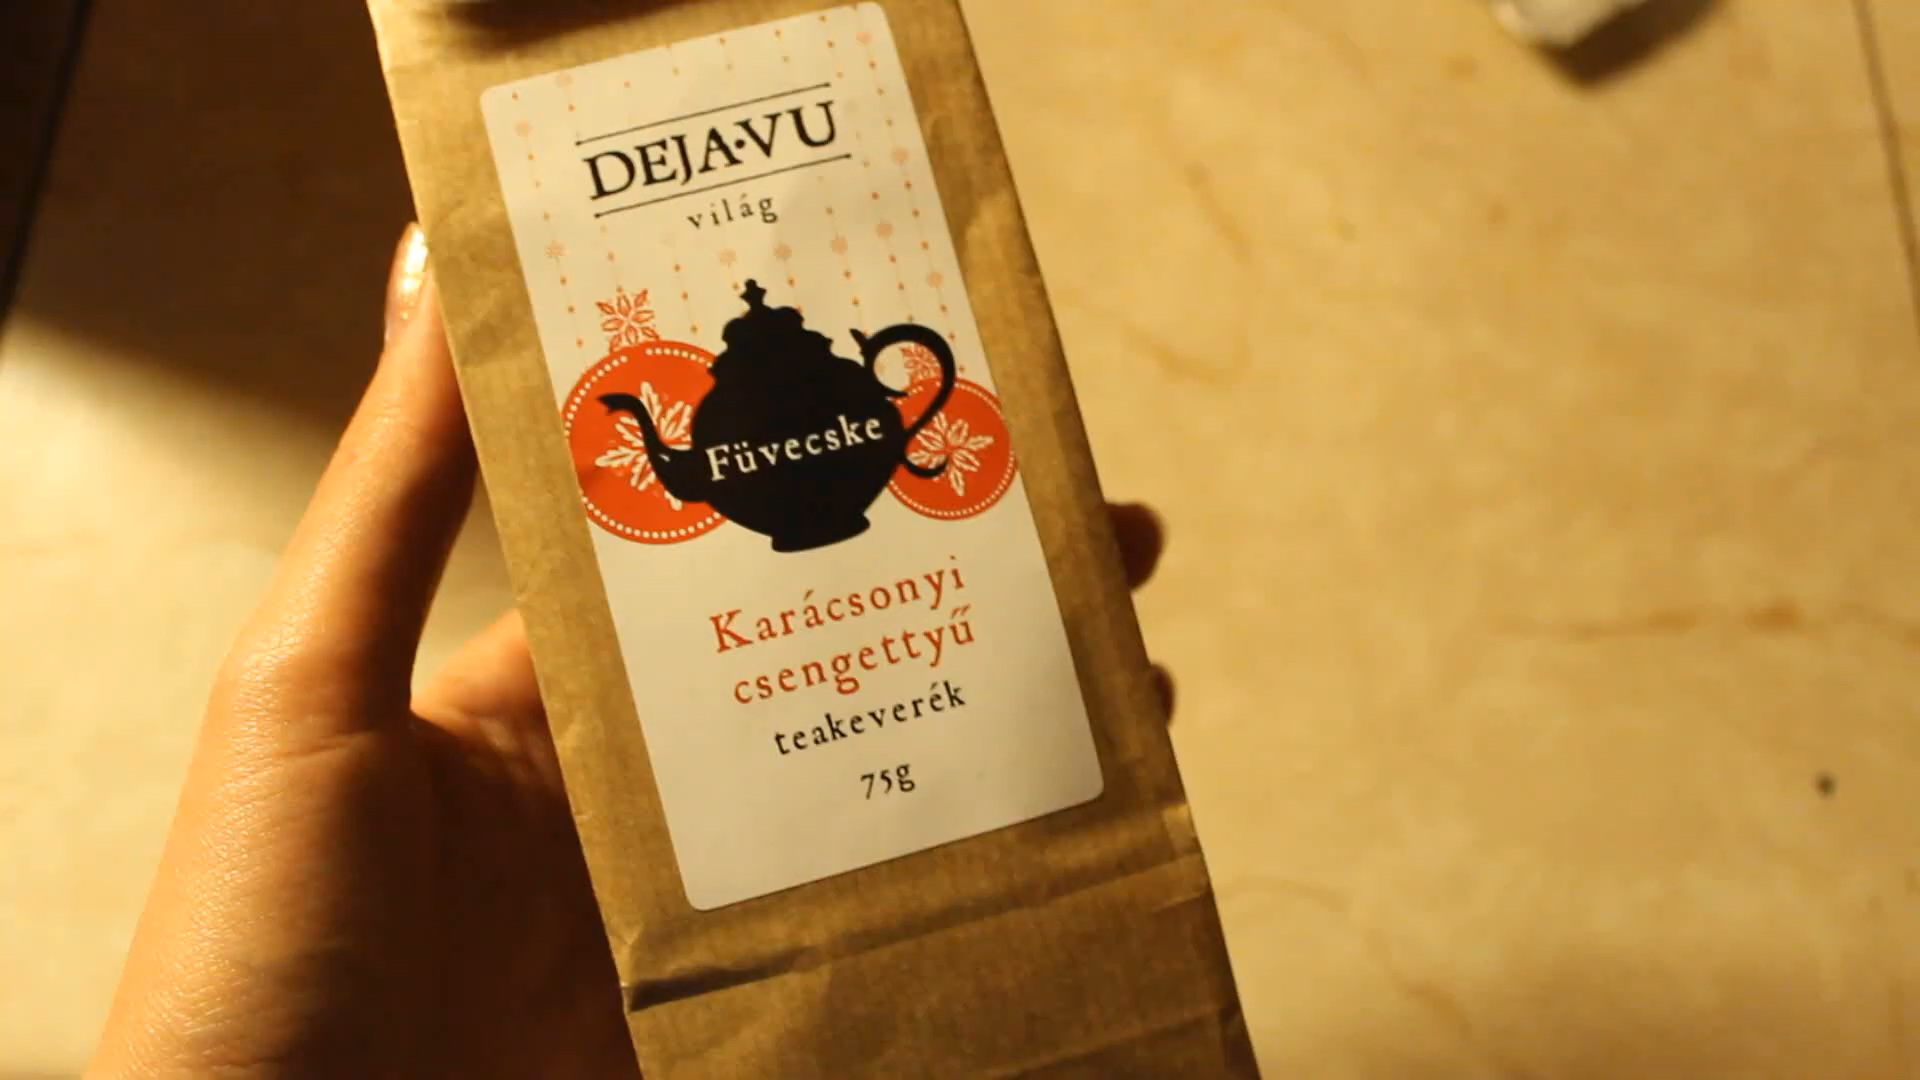 DEJA·VU
világ
Füvecske
Karácsonyi
csengettyű
teakeverék
75g